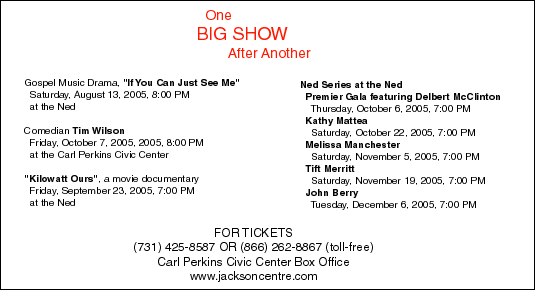 One
BIG SHOW
After Another
Gospel Music Drama, "If You Can Just See Me"
Saturday, August 13, 2005, 8:00 PM
at the Ned
Comedian Tim Wilson
Friday, October 7, 2005, 2005, 8:00 PM
at the Carl Perkins Civic Center
"Kilowatt Ours", a movie documentary
Friday, September 23, 2005, 7:00 PM
at the Ned
Ned Series at the Ned
Premier Gala featuring Delbert McClinton
Thursday, October 6, 2005, 7:00 PM
Kathy Mattea
Saturday, October 22, 2005, 7:00 PM
Melissa Manchester
Saturday, November 5, 2005, 7:00 PM
Tift Merritt
Saturday, November 19, 2005, 7:00 PM
John Berry
Tuesday, December 6, 2005, 7:00 PM
FOR TICKETS
(731) 425-8587 OR (866) 262-8867 (toll-free)
Carl Perkins Civic Center Box Office
www.jacksoncentre.com